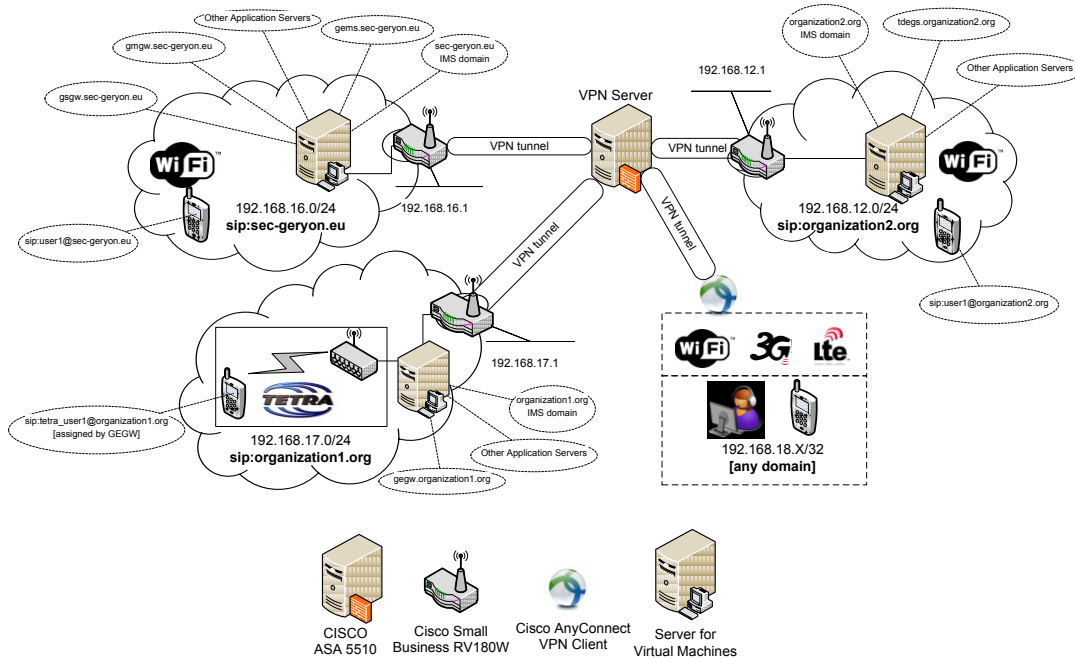 Other Application Servers
gems.sec-geryon.eu
gmgw.sec-geryon.eu
sec-geryon.eu
IMS domain
gsgw.sec-geryon.eu
Wi Fi™
192.168.16.0/24
sip:sec-geryon.eu
sip:user1@sec-geryon.eu
192.168.16.1
VPN tunnel
VPN Server
VPN tunnel
192.168.12.1
organization2.org
IMS domain
tdegs.organization2.org
Other Application Servers
Wi Fi™
192.168.12.0/24
sip:organization2.org
sip:user1@organization2.org
VPN tunnel
VPN tunnel
192.168.17.1
TETRA
sip:tetra_user1@organization1.org
[assigned by GEGW]
192.168.17.0/24
sip:organization1.org
organization1.org
IMS domain
Other Application Servers
gegw.organization1.org
Wi Fi™
3G
Lte
192.168.18.X/32
[any domain]
CISCO
ASA 5510
Cisco Small
Business RV180W
Cisco AnyConnect
VPN Client
Server for
Virtual Machines